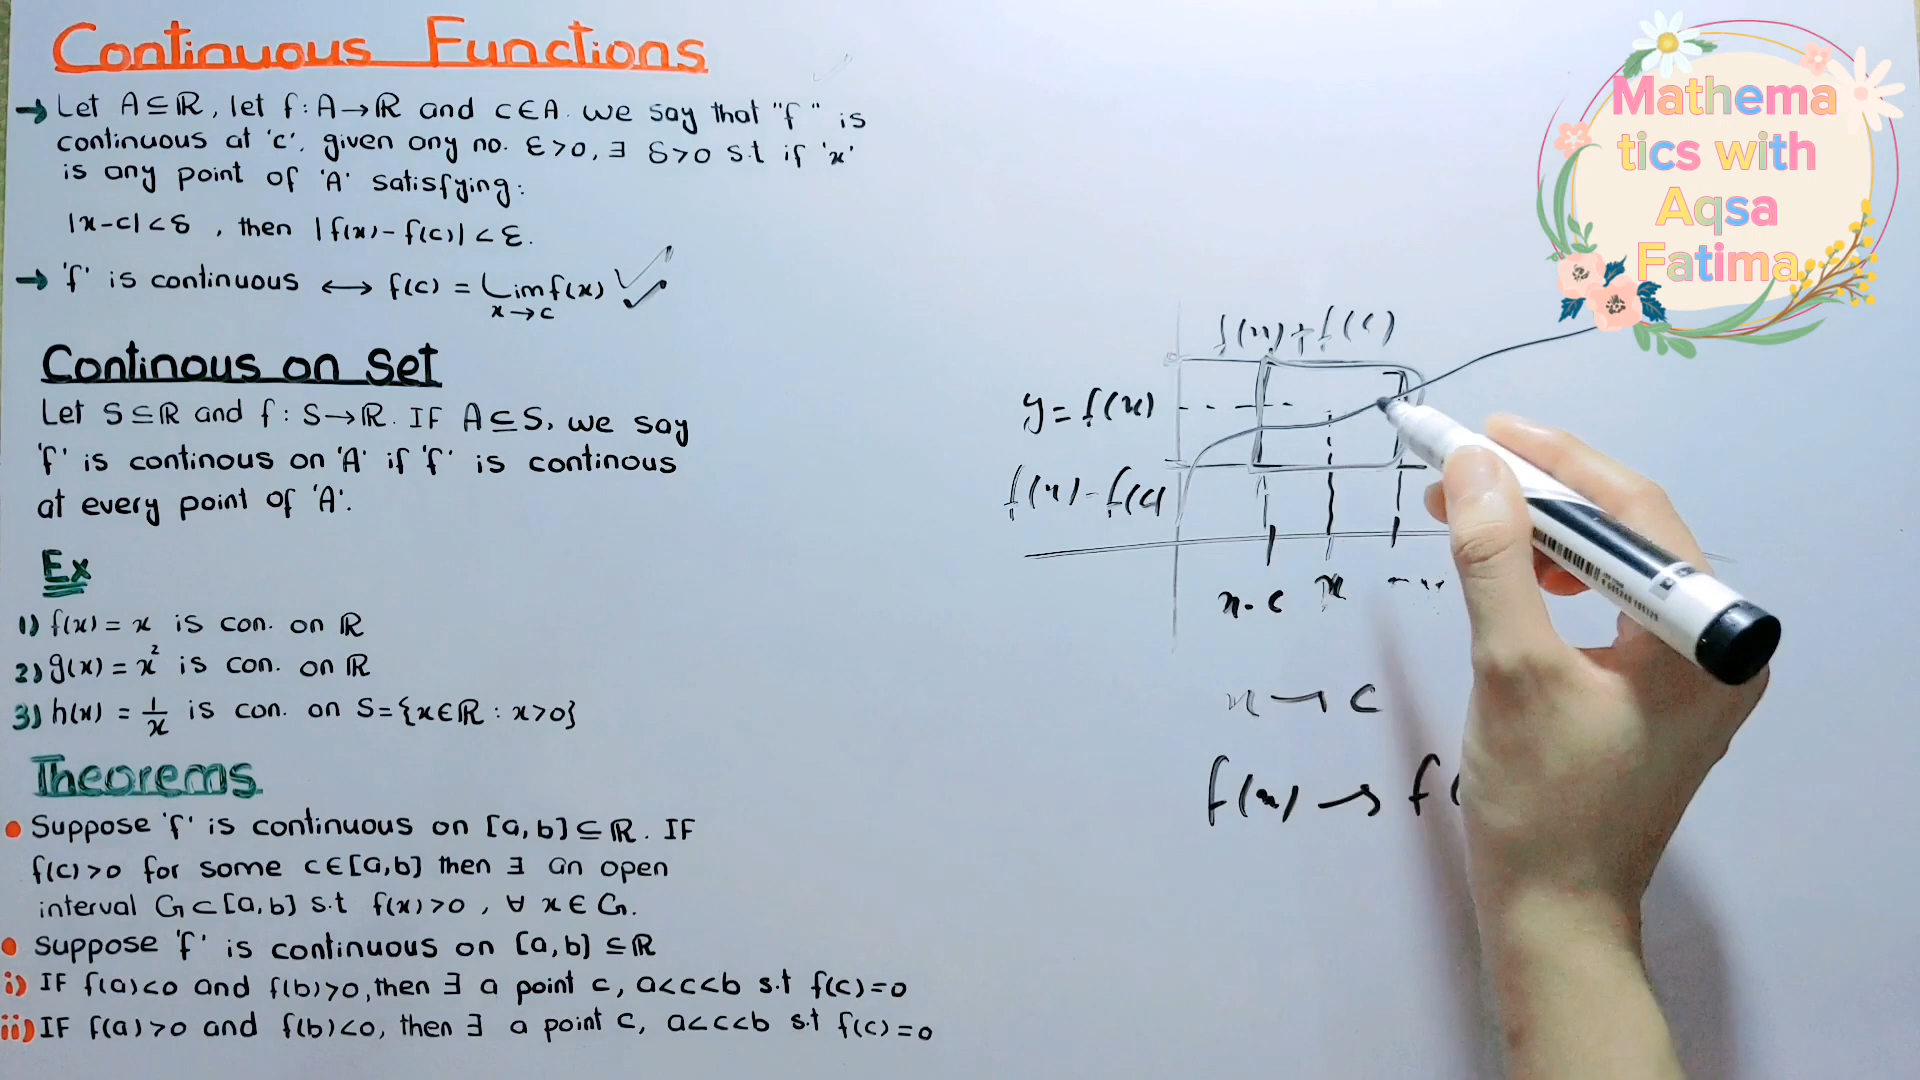 Continuous Functions
→ Let A⊆ℝ, let f:A→ℝ and c∈A. we say that "f" is
continuous at 'c', given any no. ε>0, ∃ δ>0 s.t if 'x'
is any point of 'A' satisfying:
|x-c|<δ , then |f(x)-f(c)|<ε.
→ 'f' is continuous ↔ f(c) = Lim f(x)
x→c
Continous on set
Let S⊆ℝ and f: S→ℝ. IF A⊆S, we say
'f' is continous on 'A' if 'f' is continous
at every point of 'A'.
Ex
1) f(x) = x is con. on ℝ
2) g(x) = x² is con. on ℝ
3) h(x) = 1/x is con. on S={x∈ℝ : x>0}
Theorems
• Suppose 'f' is continuous on [a,b]⊆ℝ. IF
f(c)>0 for some c∈[a,b] then ∃ an open
interval G⊂[a,b] s.t f(x)>0, ∀ x∈G.
• Suppose 'f' is continuous on [a,b] ⊆ℝ
i) IF f(a)<0 and f(b)>0, then ∃ a point c, a<c<b s.t f(c)=0
ii) IF f(a)>0 and f(b)<0, then ∃ a point c, a<c<b s.t f(c)=0
f(x)+f(c)
y=f(x)
f(x)-f(c)
x-c x
x→c
f(x)→f(
Mathema
tics with
Aqsa
Fatima